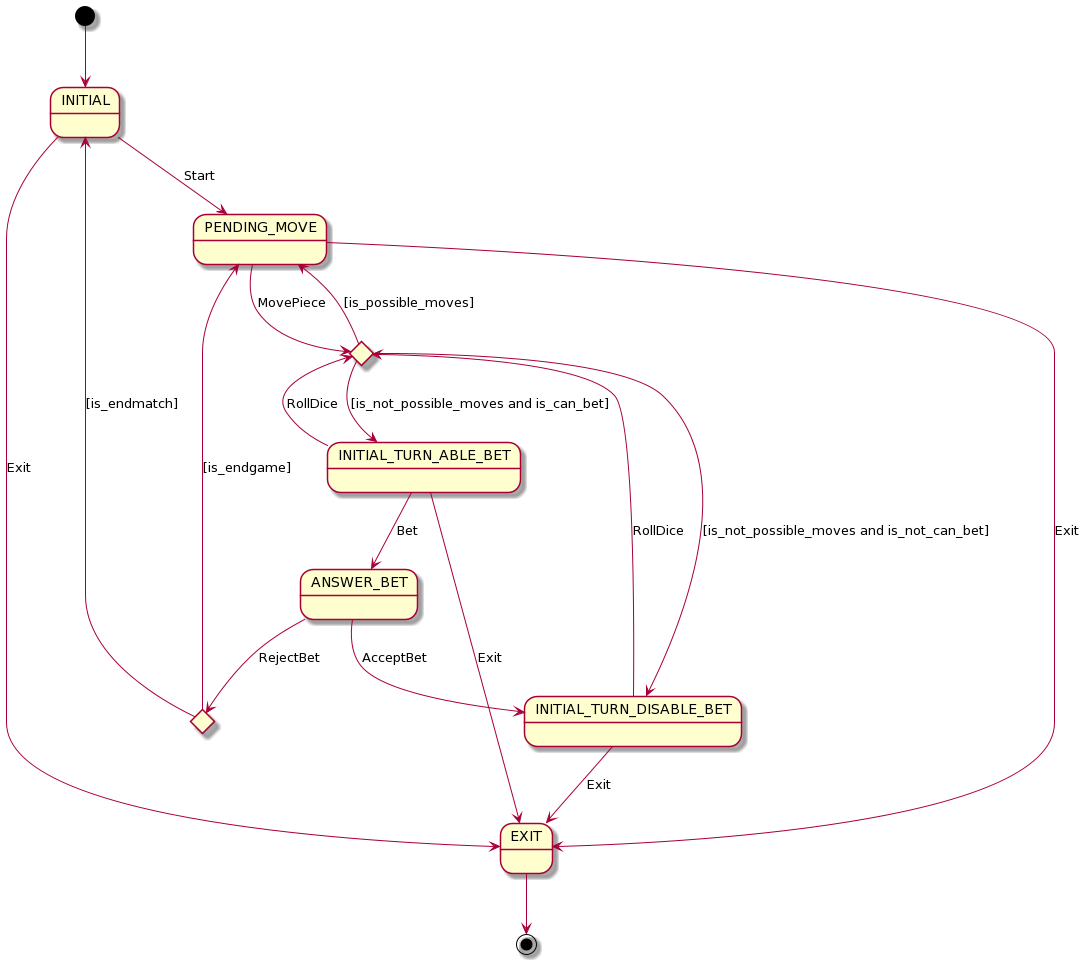 INITIAL
Start
PENDING_MOVE
MovePiece
[is_possible_moves]
[is_endmatch]
RollDice
[is_not_possible_moves and is_can_bet]
INITIAL_TURN_ABLE_BET
Exit
[is_endgame]
Bet
RollDice
[is_not_possible_moves and is_not_can_bet]
Exit
ANSWER_BET
RejectBet
AcceptBet
Exit
INITIAL_TURN_DISABLE_BET
Exit
EXIT